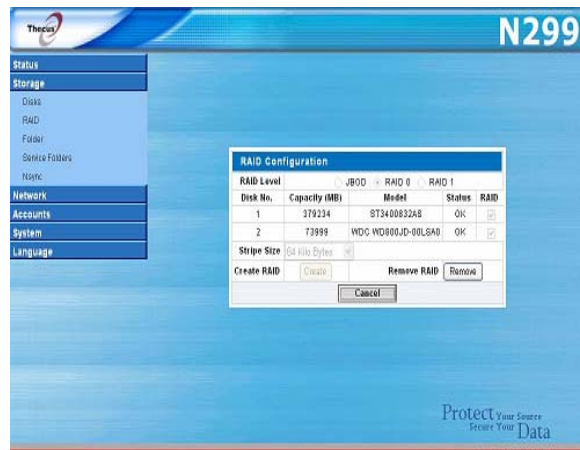 Thecus
N299
Status
Storage
Disks
RAID
Folder
Service Folders
Nsync
Network
Accounts
System
Language
RAID Configuration
RAID Level JBOD RAID 0 RAID 1
Disk No. Capacity (MB) Model Status RAID
1 379234 ST3400832AS OK
2 73999 WDC WD800JD-00LSA0 OK
Stripe Size 64 Kilo Bytes
Create RAID Create Remove RAID Remove
Cancel
Protect Your Source
Secure Your Data